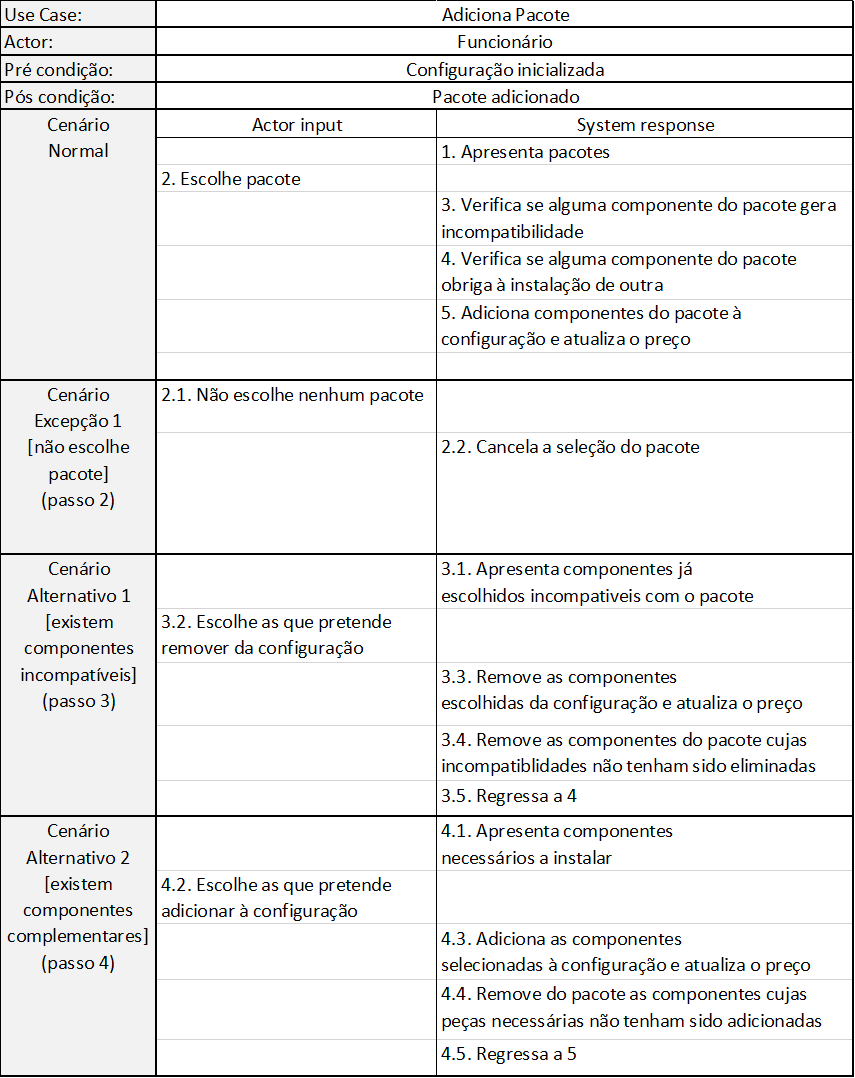 Use Case: Adiciona Pacote
Actor: Funcionário
Pré condição: Configuração inicializada
Pós condição: Pacote adicionado
Cenário
Normal
Actor input System response
1. Apresenta pacotes
2. Escolhe pacote
3. Verifica se alguma componente do pacote gera
incompatibilidade
4. Verifica se alguma componente do pacote
obriga à instalação de outra
5. Adiciona componentes do pacote à
configuração e atualiza o preço
Cenário
Excepção 1
[não escolhe
pacote]
(passo 2)
2.1. Não escolhe nenhum pacote
2.2. Cancela a seleção do pacote
Cenário
Alternativo 1
[existem
componentes
incompatíveis]
(passo 3)
3.1. Apresenta componentes já
escolhidos incompativeis com o pacote
3.2. Escolhe as que pretende
remover da configuração
3.3. Remove as componentes
escolhidas da configuração e atualiza o preço
3.4. Remove as componentes do pacote cujas
incompatiblidades não tenham sido eliminadas
3.5. Regressa a 4
Cenário
Alternativo 2
[existem
componentes
complementares]
(passo 4)
4.1. Apresenta componentes
necessários a instalar
4.2. Escolhe as que pretende
adicionar à configuração
4.3. Adiciona as componentes
selecionadas à configuração e atualiza o preço
4.4. Remove do pacote as componentes cujas
peças necessárias não tenham sido adicionadas
4.5. Regressa a 5